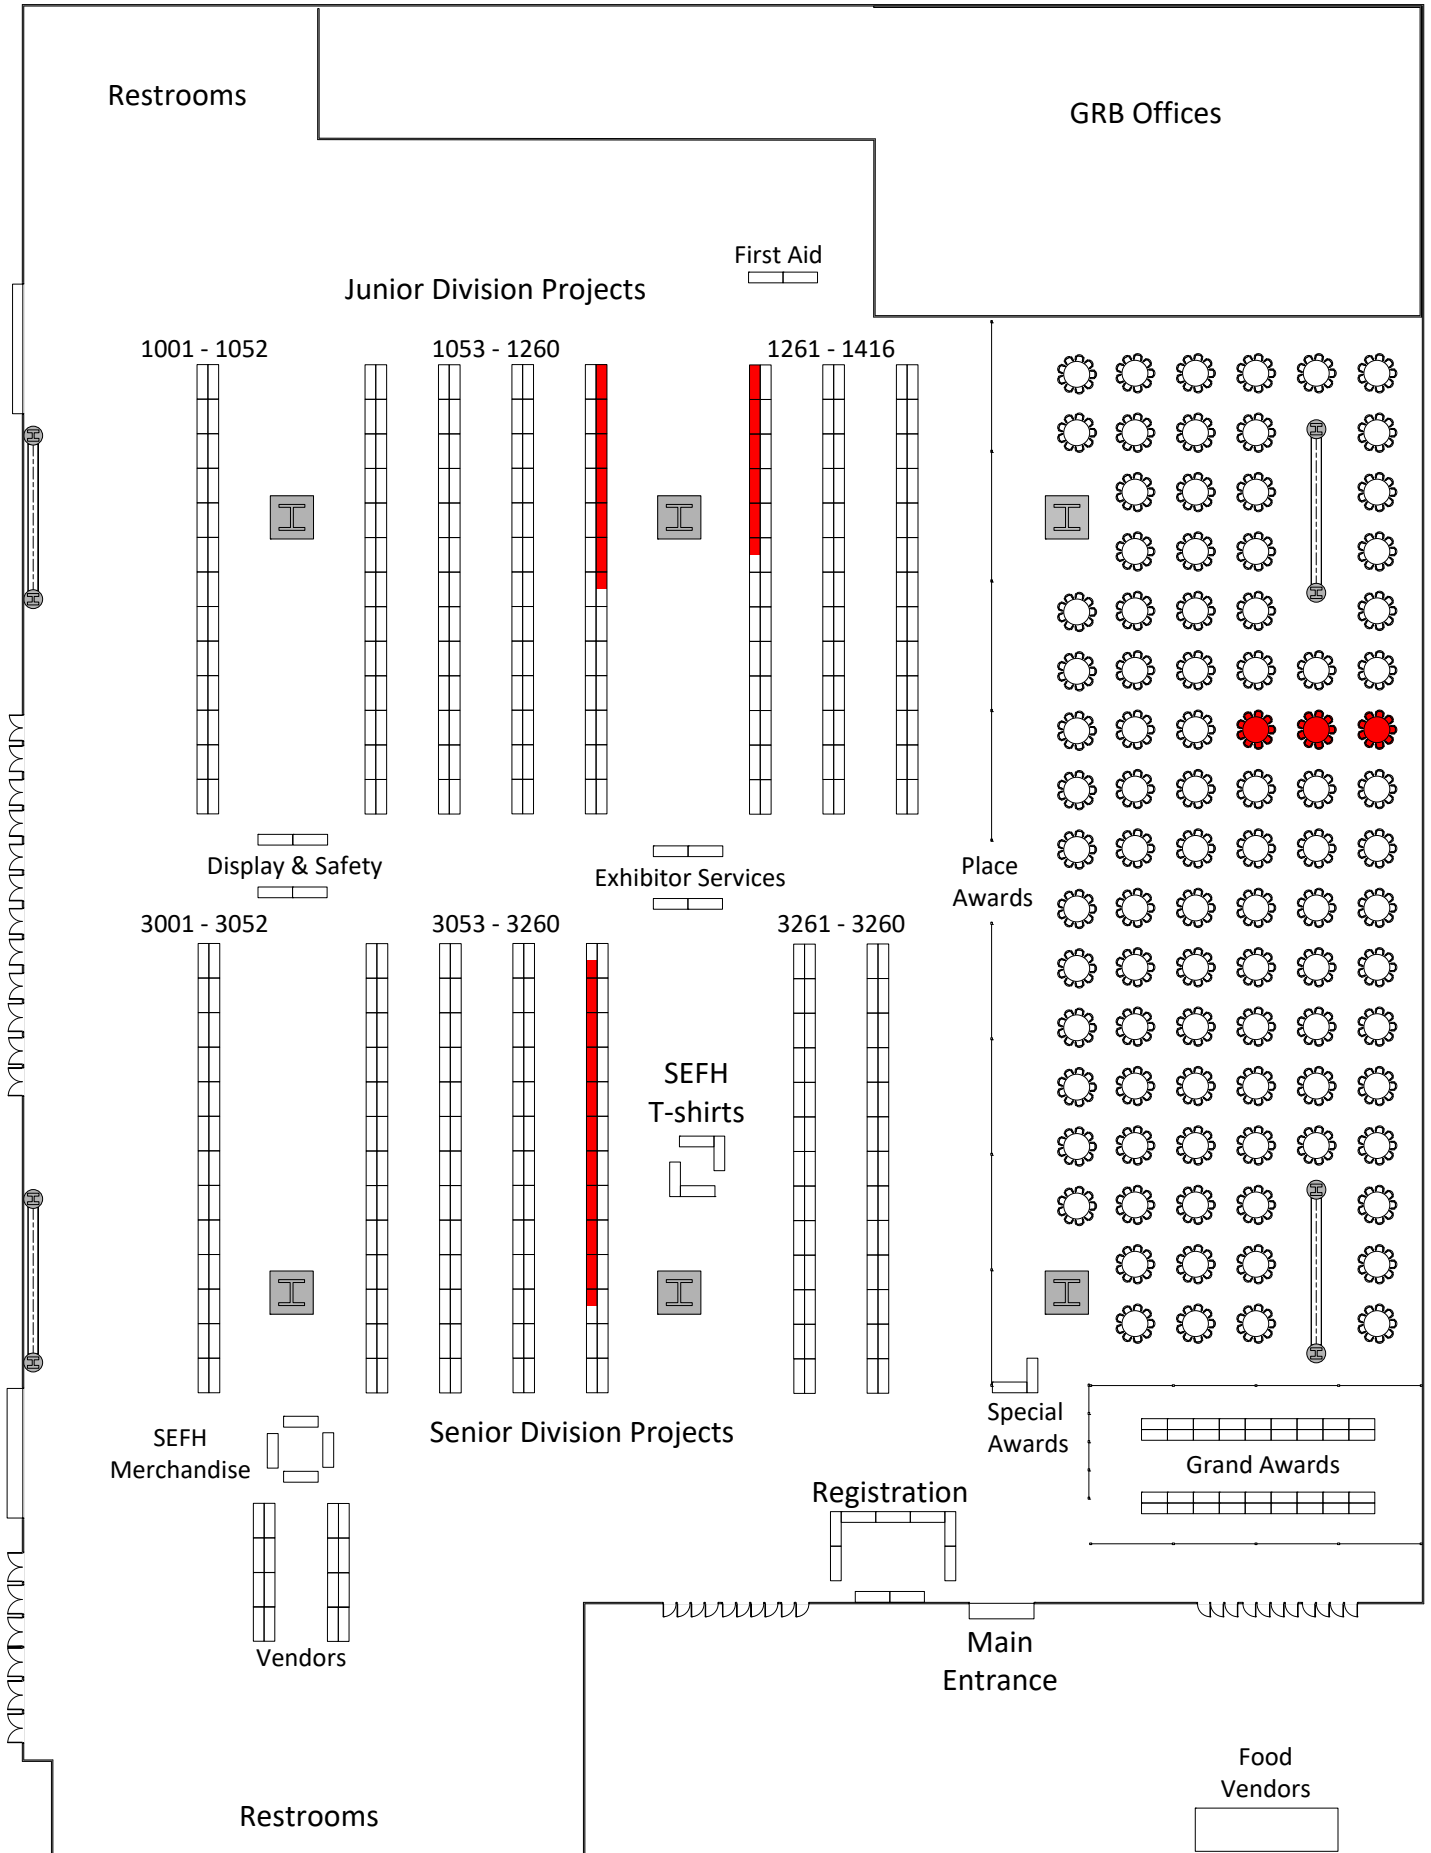 Restrooms
GRB Offices
First Aid
Junior Division Projects
1001 - 1052
1053 - 1260
1261 - 1416
Display & Safety
Exhibitor Services
Place
Awards
3001 - 3052
3053 - 3260
3261 - 3260
SEFH
T-shirts
Senior Division Projects
Special
Awards
SEFH
Merchandise
Grand Awards
Registration
Vendors
Main
Entrance
Food
Vendors
Restrooms